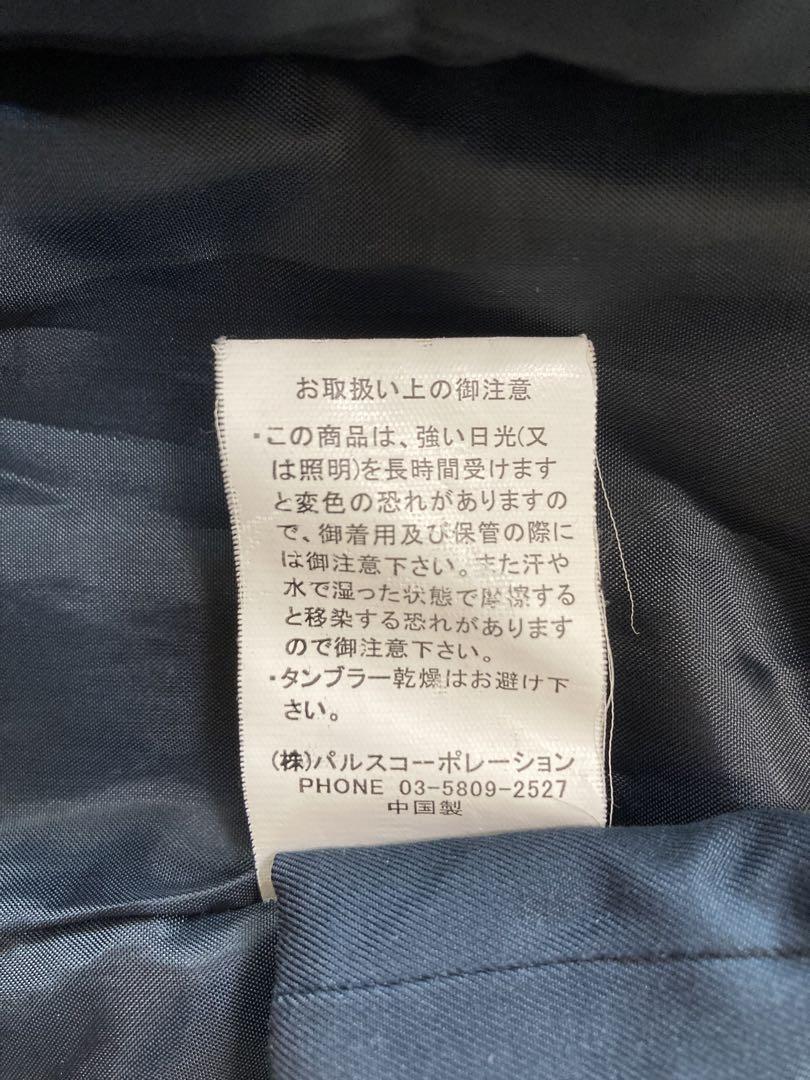 お取扱い上の御注意
・この商品は、強い日光(又
は照明)を長時間受けます
と変色の恐れがありますの
で、御着用及び保管の際に
は御注意下さい。また汗や
水で湿った状態で摩擦する
と移染する恐れがあります
ので御注意下さい。
・タンブラー乾燥はお避け下
さい。
(株)パルスコーポレーション
PHONE 03-5809-2527
中国製